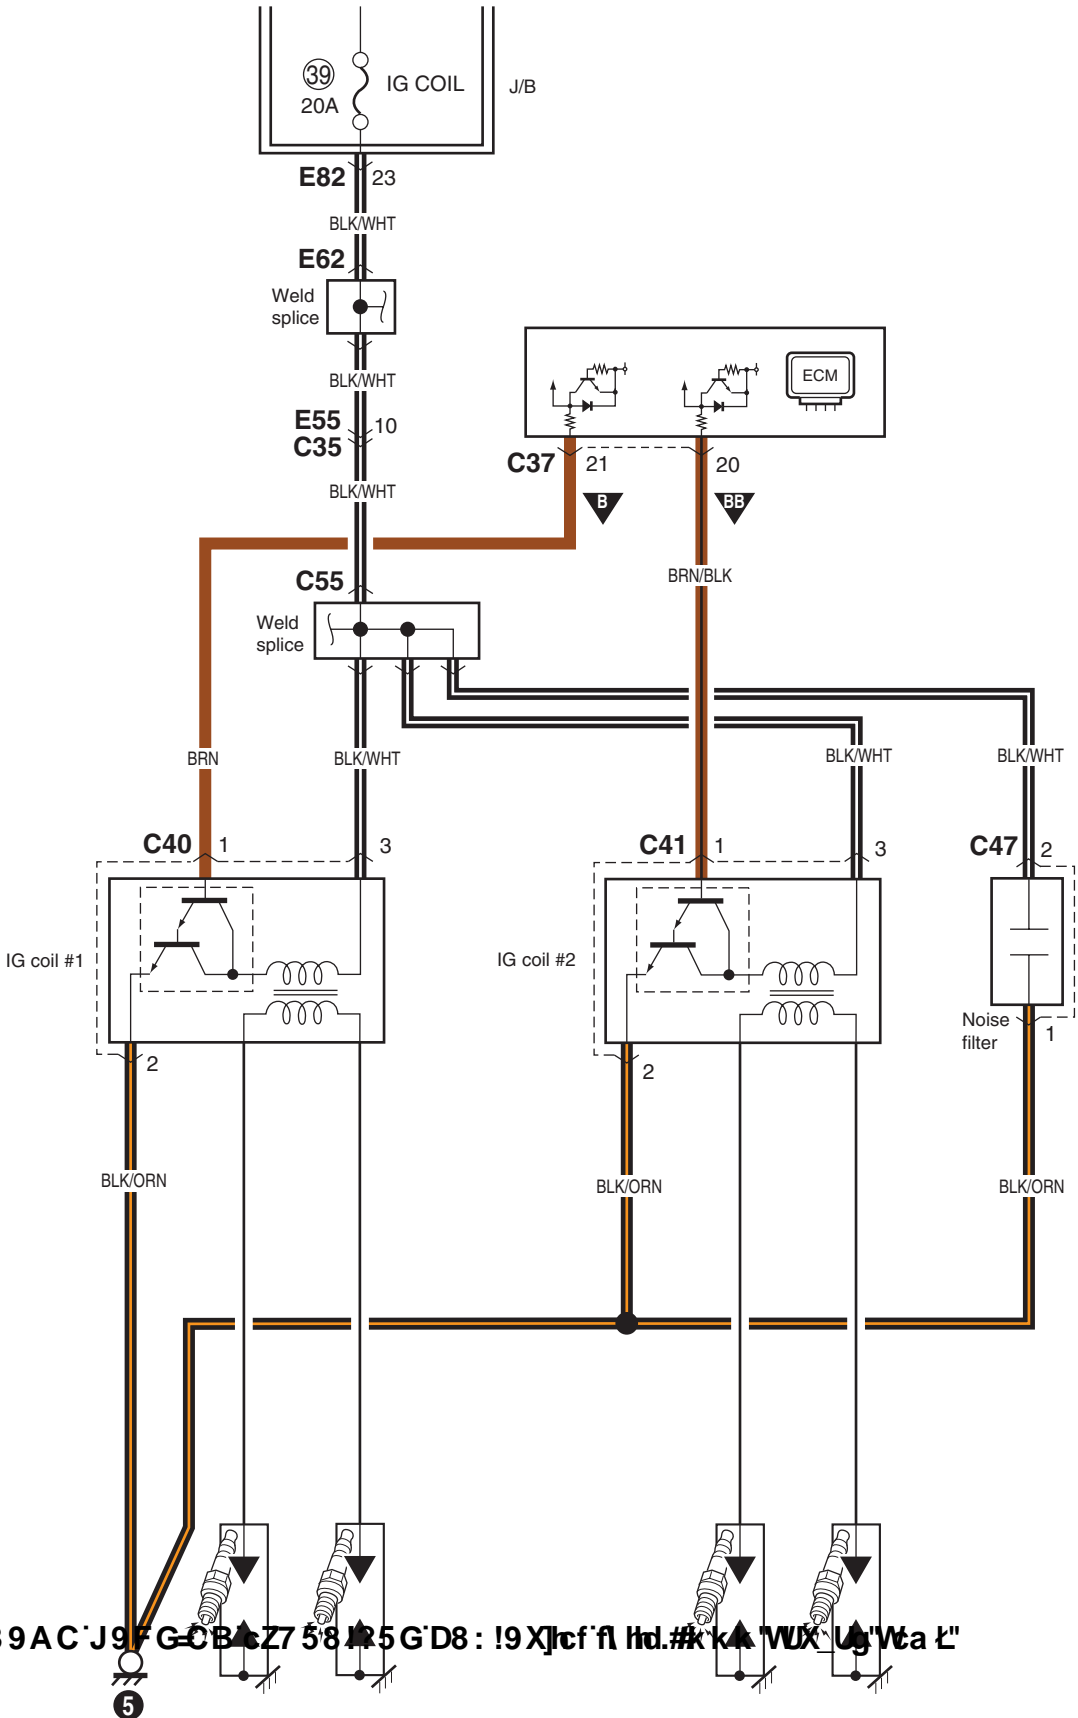 39
20A
IG COIL
J/B
E82
23
BLK/WHT
E62
Weld
splice
BLK/WHT
ECM
E55
10
C35
C37
21
20
BLK/WHT
B
BB
BRN/BLK
C55
Weld
splice
BRN
BLK/WHT
BLK/WHT
BLK/WHT
C40
1
3
C41
1
3
C47
2
IG coil #1
IG coil #2
Noise
filter
1
2
2
BLK/ORN
BLK/ORN
BLK/ORN
5